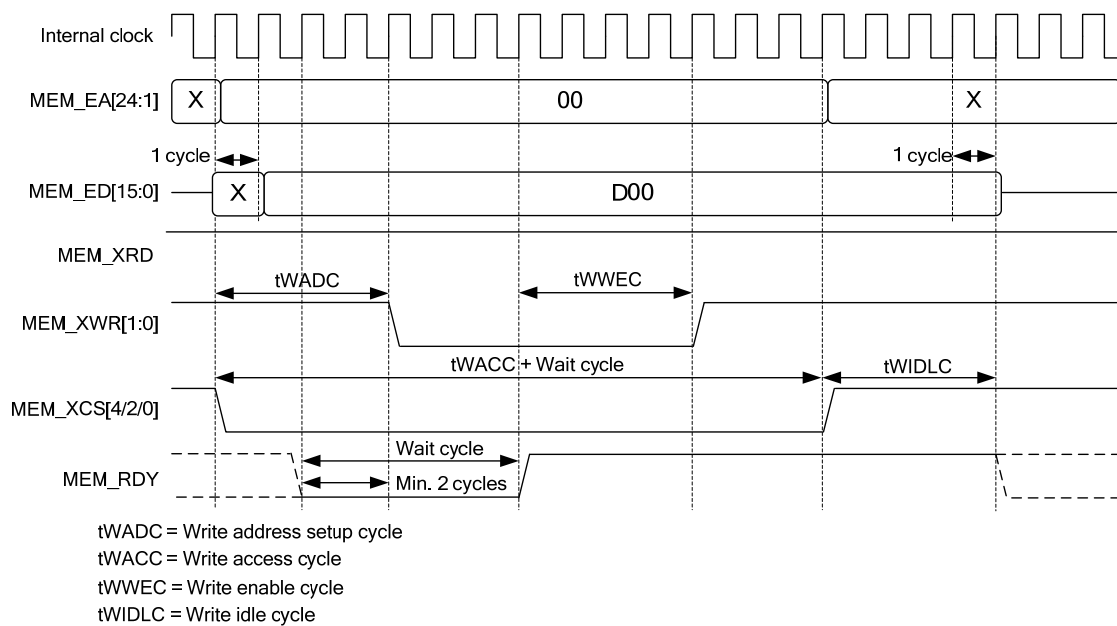 Internal clock
MEM_EA[24:1]
X 00 X
1 cycle 1 cycle
MEM_ED[15:0]
X D00
MEM_XRD
tWADC tWWEC
MEM_XWR[1:0]
tWACC + Wait cycle tWIDLC
MEM_XCS[4/2/0]
Wait cycle
MEM_RDY
Min. 2 cycles
tWADC = Write address setup cycle
tWACC = Write access cycle
tWWEC = Write enable cycle
tWIDLC = Write idle cycle